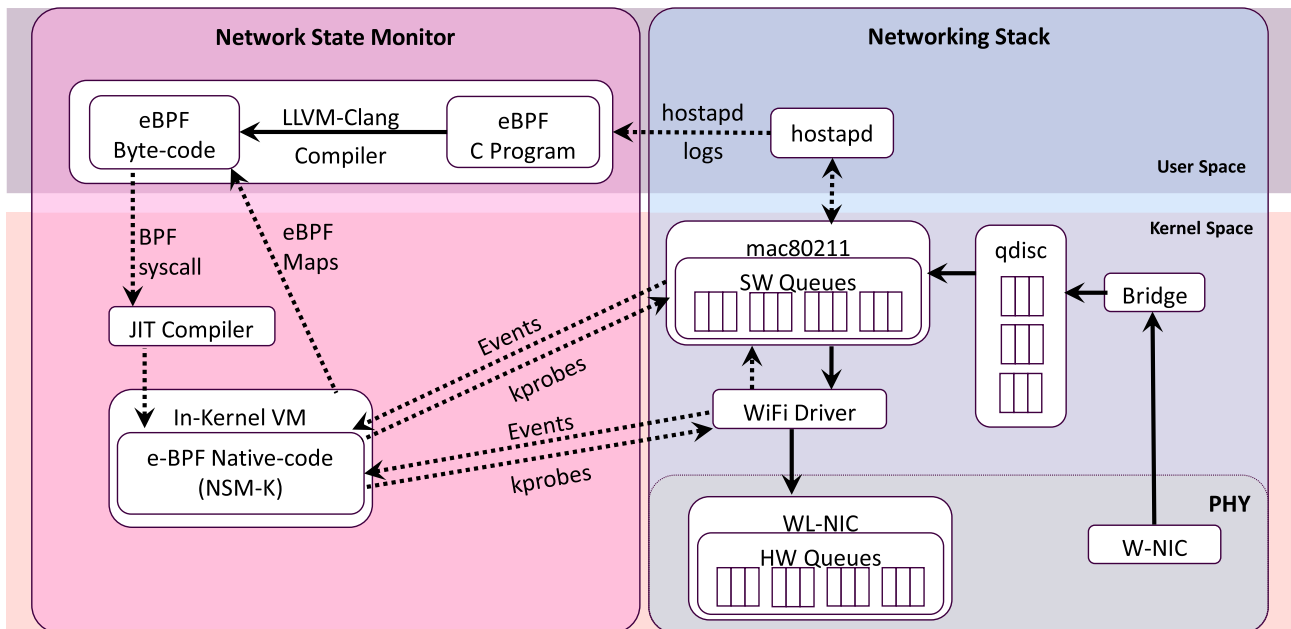 Network State Monitor
Networking Stack
eBPF
Byte-code
LLVM-Clang
Compiler
eBPF
C Program
hostapd
logs
hostapd
User Space
Kernel Space
BPF
syscall
eBPF
Maps
mac80211
SW Queues
qdisc
Bridge
JIT Compiler
Events
kprobes
In-Kernel VM
e-BPF Native-code
(NSM-K)
Events
kprobes
WiFi Driver
PHY
WL-NIC
HW Queues
W-NIC